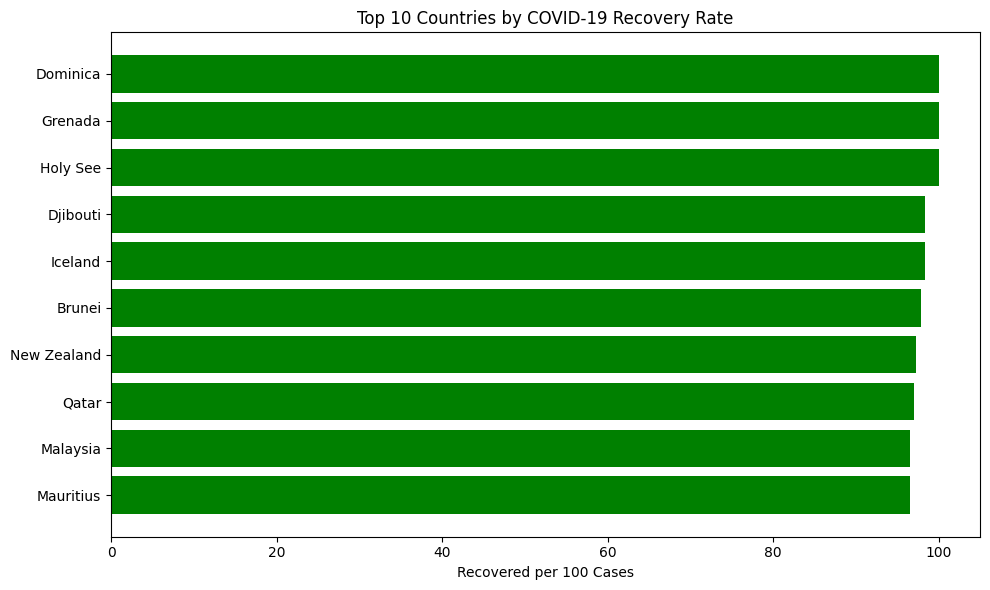 Top 10 Countries by COVID-19 Recovery Rate
Dominica
Grenada
Holy See
Djibouti
Iceland
Brunei
New Zealand
Qatar
Malaysia
Mauritius
0 20 40 60 80 100
Recovered per 100 Cases